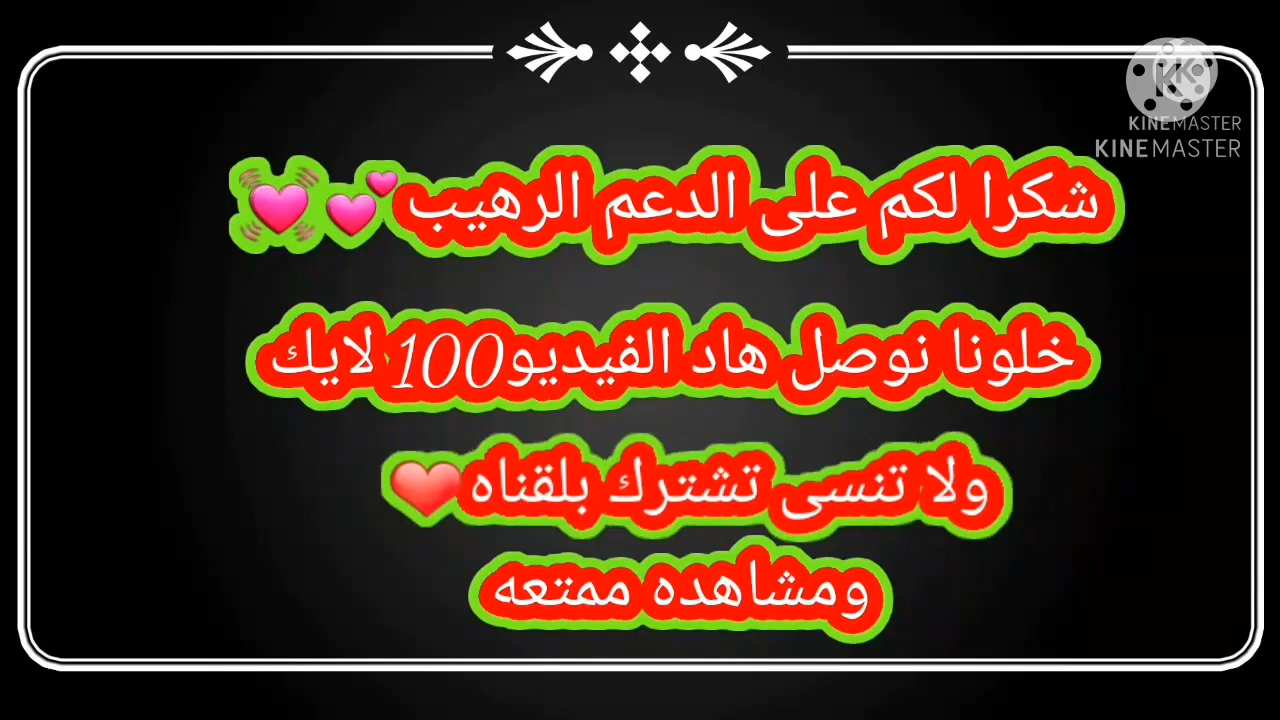 KINEMASTER
KINEMASTER
شكرا لكم على الدعم الرهيب💕💓
خلونا نوصل هاد الفيديو100 لايك
ولا تنسى تشترك بلقناه❤
ومشاهده ممتعه